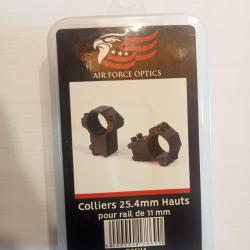 AIR FORCE OPTICS
Colliers 25.4mm Hauts
pour rail de 11 mm